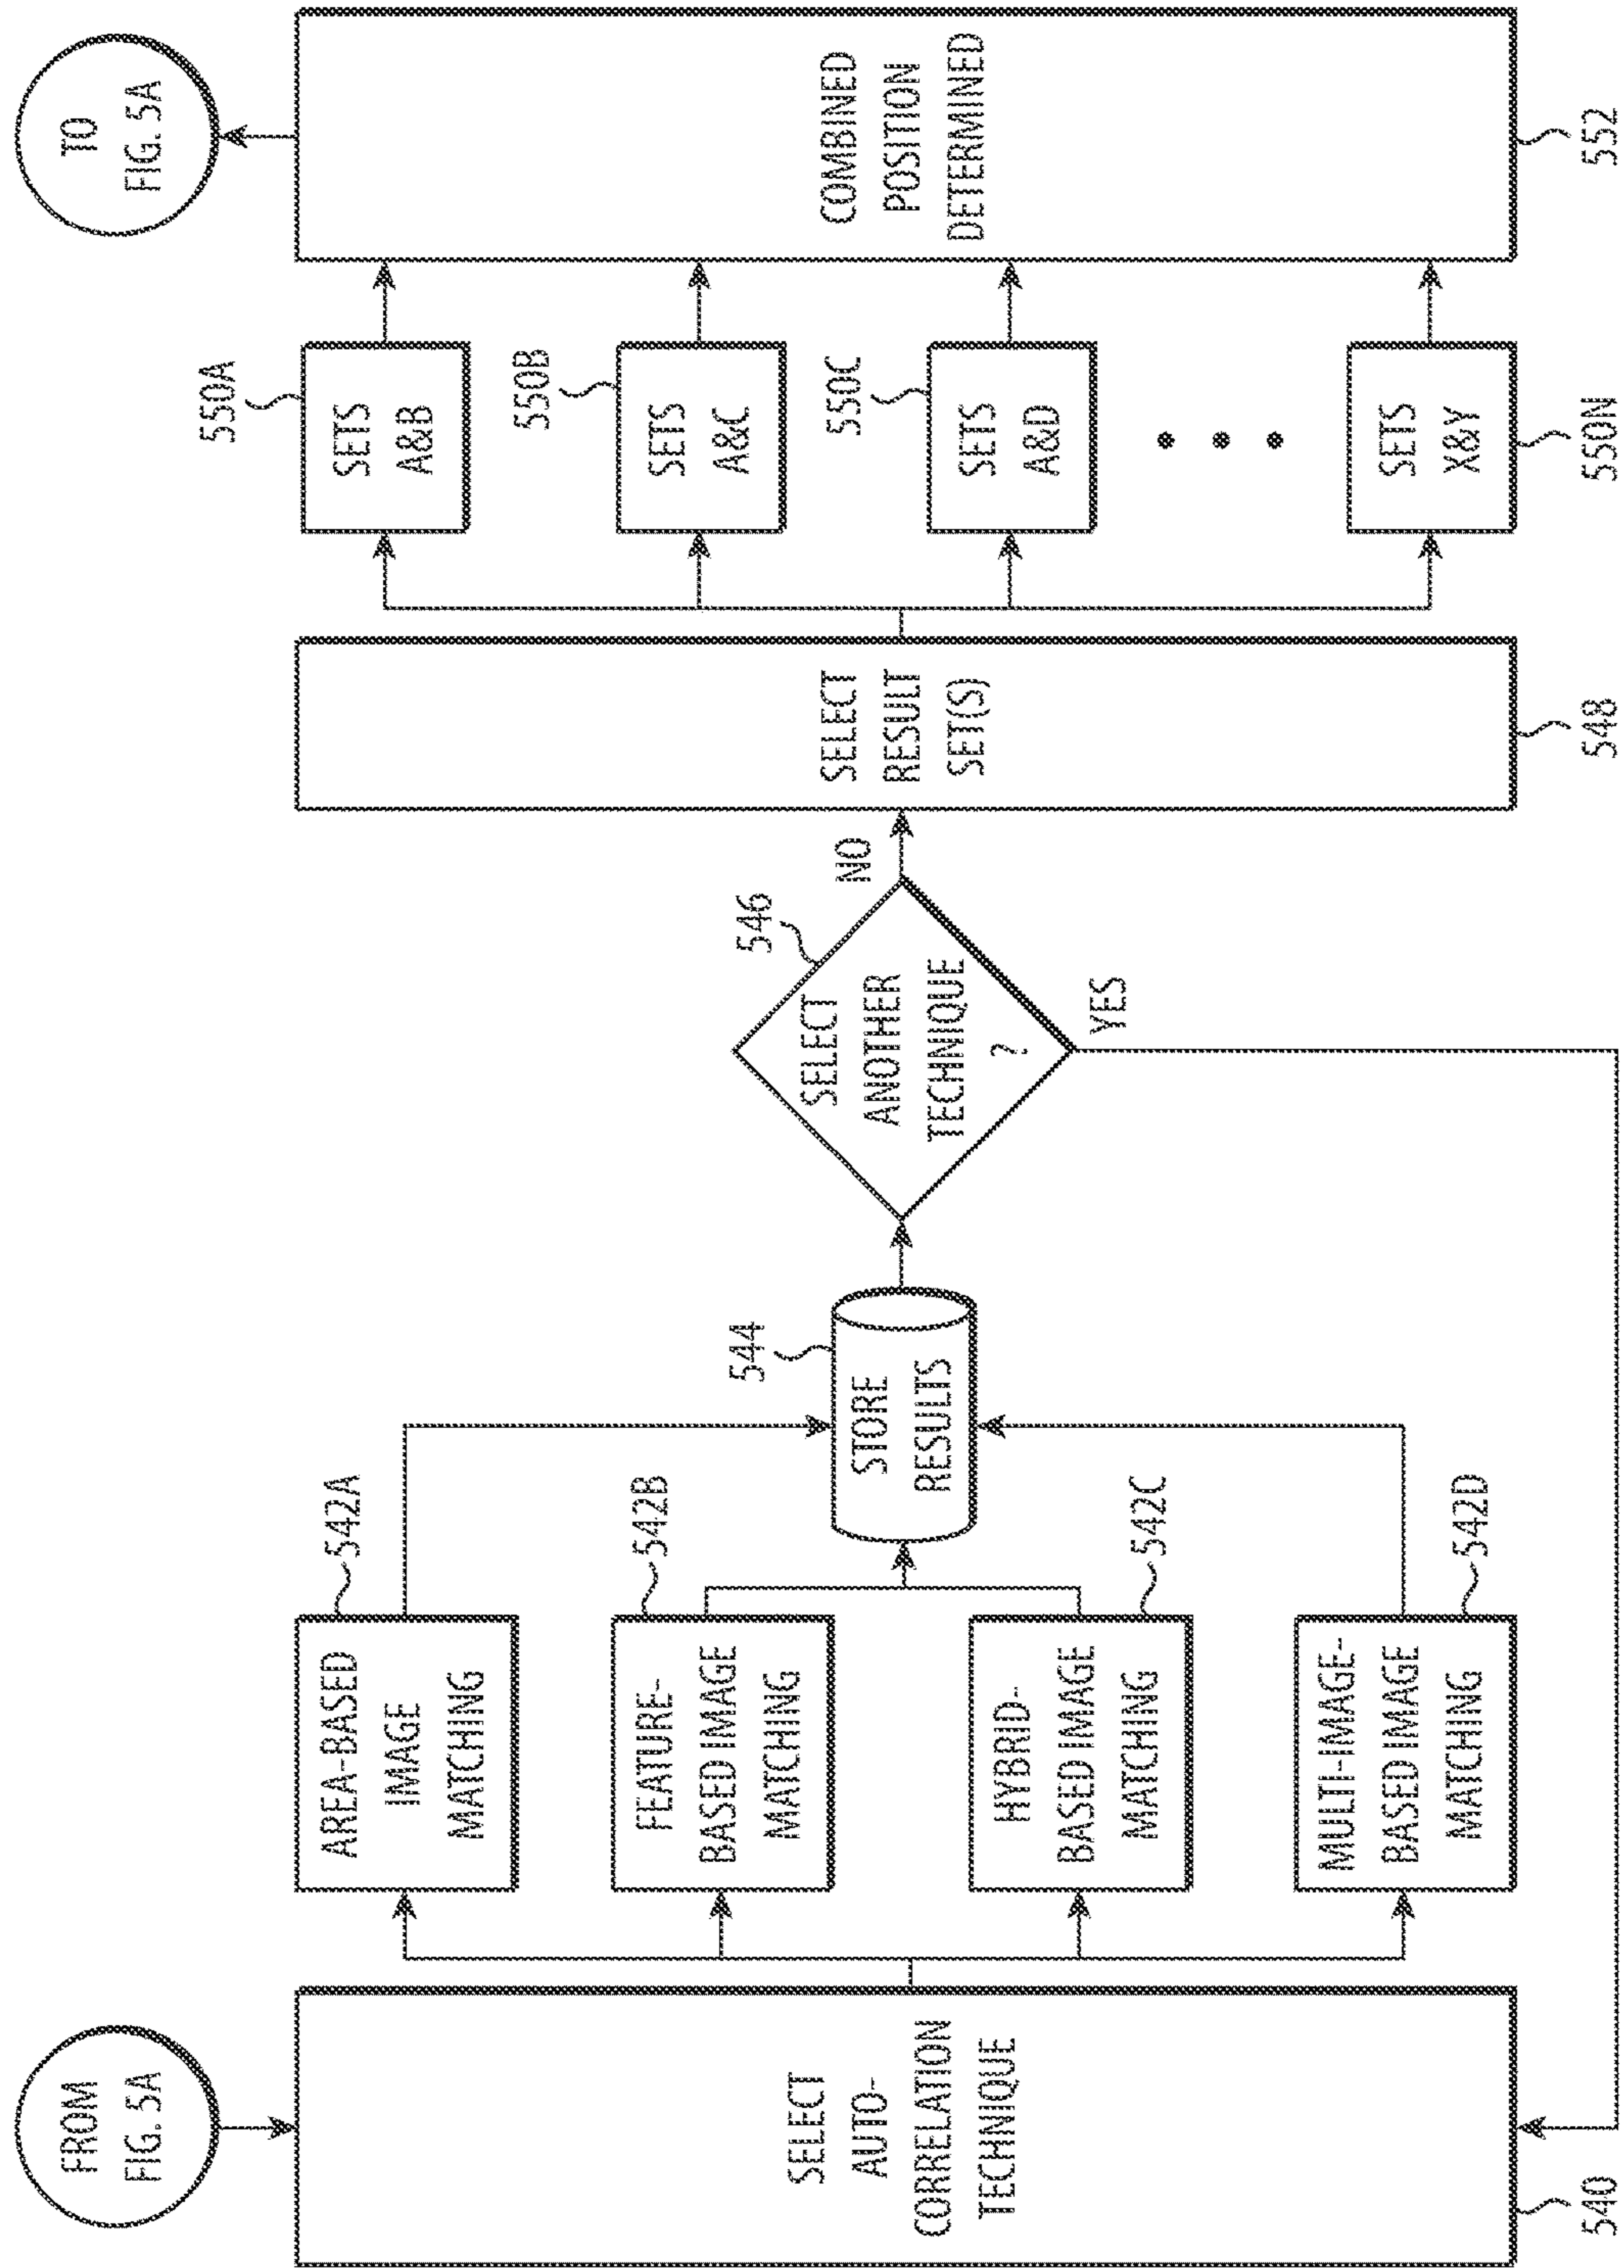 FROM
FIG. 5A
SELECT
AUTO-
CORRELATION
TECHNIQUE
540
AREA-BASED
IMAGE
MATCHING
542A
FEATURE-
BASED IMAGE
MATCHING
542B
HYBRID-
BASED IMAGE
MATCHING
542C
MULTI-IMAGE-
BASED IMAGE
MATCHING
542D
STORE
RESULTS
544
SELECT
ANOTHER
TECHNIQUE
?
546
NO
YES
SELECT
RESULT
SET(S)
548
SETS
A&B
550A
SETS
A&C
550B
SETS
A&D
550C
SETS
X&Y
550N
COMBINED
POSITION
DETERMINED
552
TO
FIG. 5A